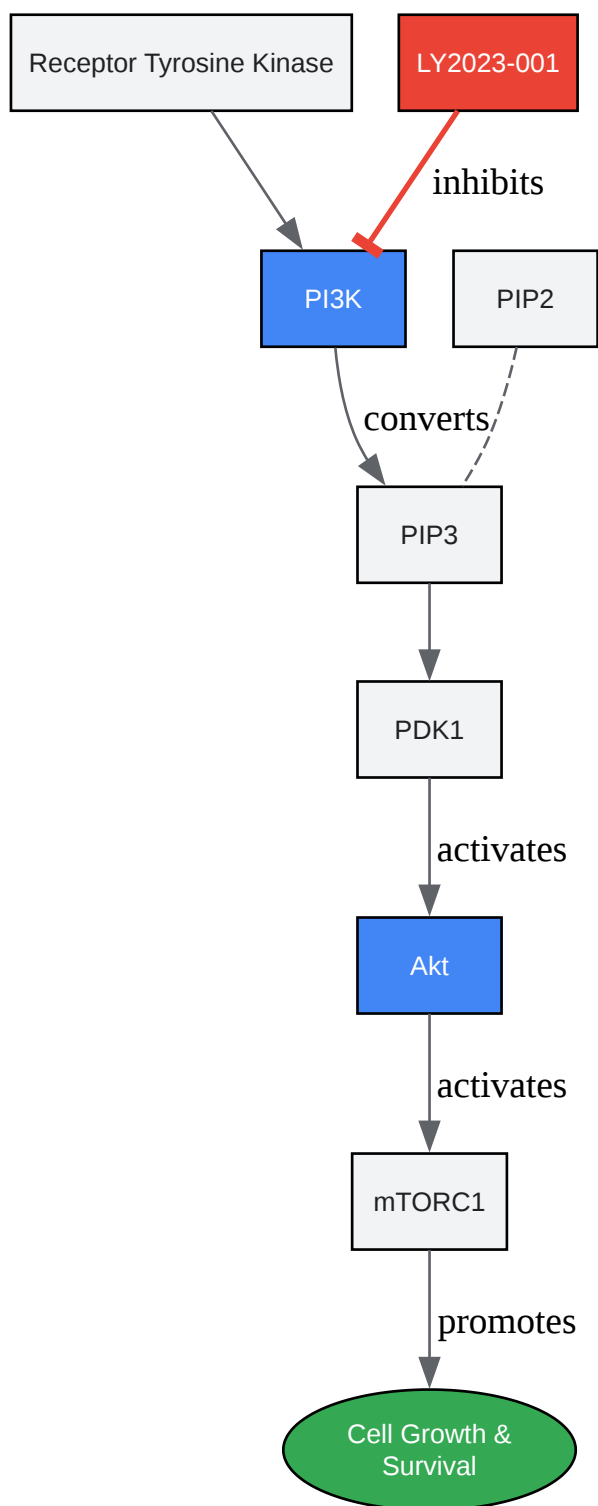 Receptor Tyrosine Kinase
LY2023-001
inhibits
PI3K
PIP2
converts
PIP3
PDK1
activates
Akt
activates
mTORC1
promotes
Cell Growth &
Survival